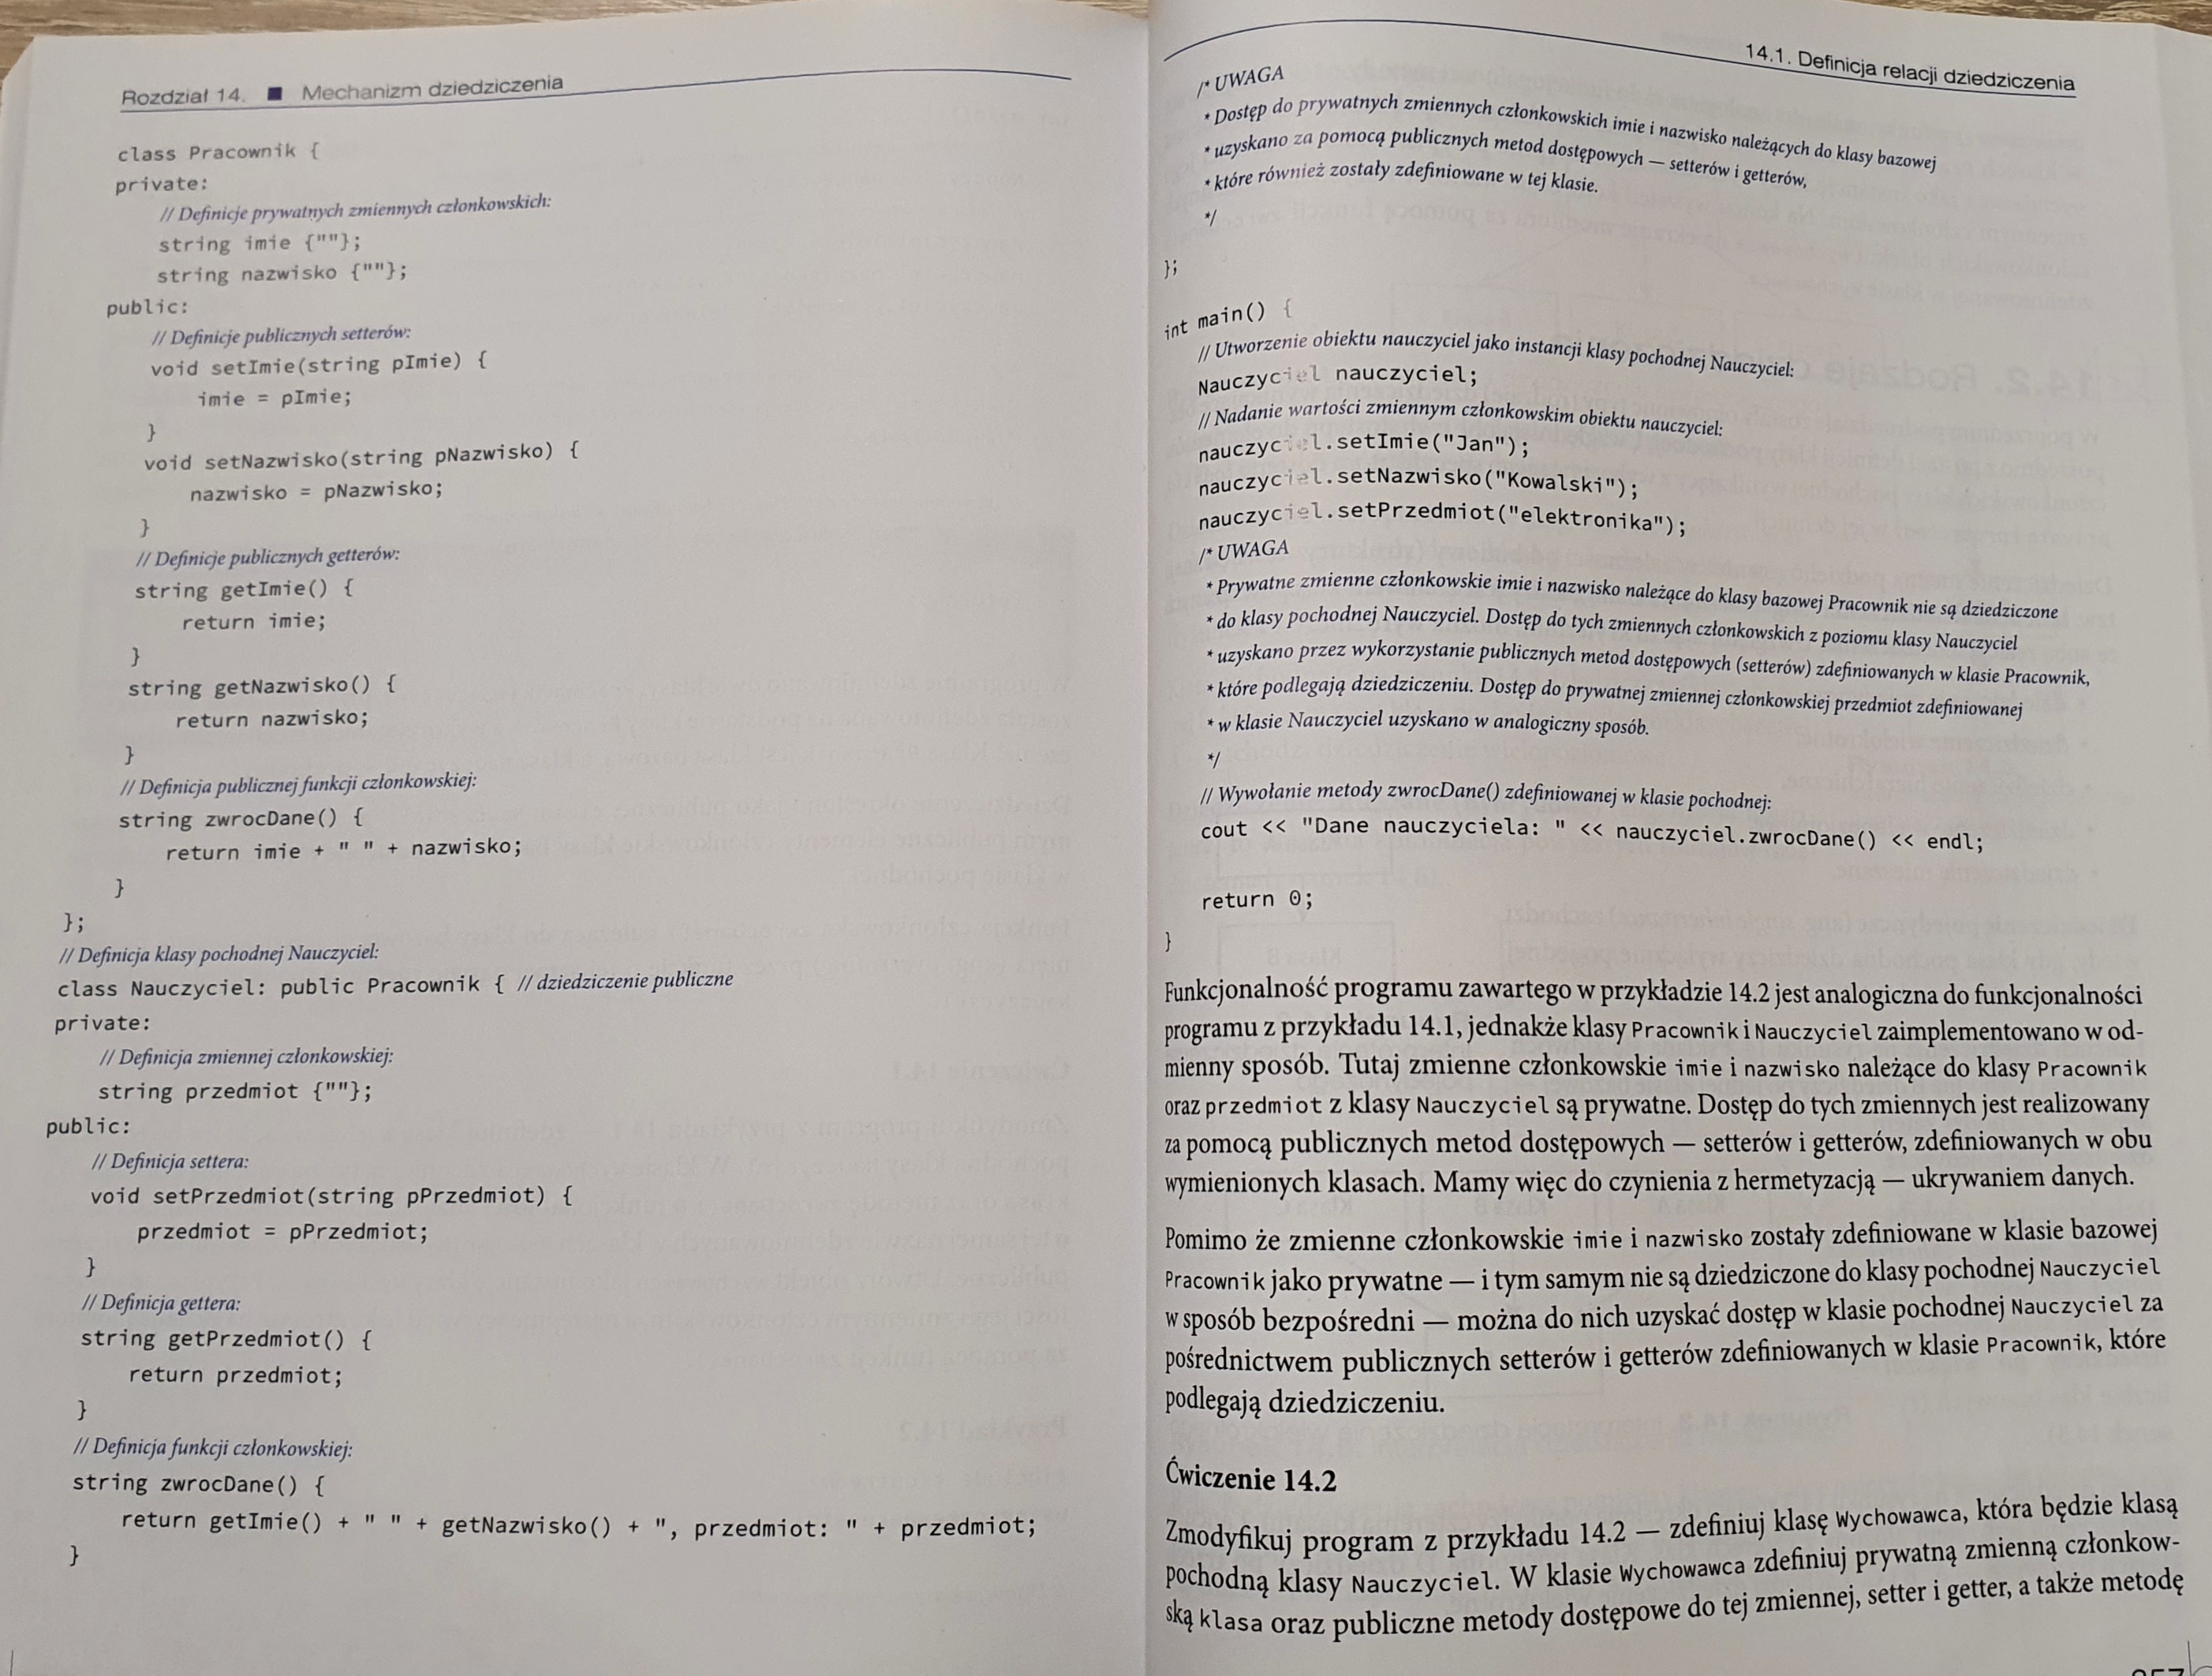 Rozdział 14. ■ Mechanizm dziedziczenia
class Pracownik {
private:
// Definicje prywatnych zmiennych członkowskich:
string imie {""};
string nazwisko {""};
public:
// Definicje publicznych setterów:
void setImie(string pImie) {
imie = pImie;
}
void setNazwisko(string pNazwisko) {
nazwisko = pNazwisko;
}
// Definicje publicznych getterów:
string getImie() {
return imie;
}
string getNazwisko() {
return nazwisko;
}
// Definicja publicznej funkcji członkowskiej:
string zwrocDane() {
return imie + " " + nazwisko;
}
};
// Definicja klasy pochodnej Nauczyciel:
class Nauczyciel: public Pracownik { // dziedziczenie publiczne
private:
// Definicja zmiennej członkowskiej:
string przedmiot {""};
public:
// Definicja settera:
void setPrzedmiot(string pPrzedmiot) {
przedmiot = pPrzedmiot;
}
// Definicja gettera:
string getPrzedmiot() {
return przedmiot;
}
// Definicja funkcji członkowskiej:
string zwrocDane() {
return getImie() + " " + getNazwisko() + ", przedmiot: " + przedmiot;
}
14.1. Definicja relacji dziedziczenia
/* UWAGA
* Dostęp do prywatnych zmiennych członkowskich imie i nazwisko należących do klasy bazowej
* uzyskano za pomocą publicznych metod dostępowych — setterów i getterów,
* które również zostały zdefiniowane w tej klasie.
*/
};
int main() {
// Utworzenie obiektu nauczyciel jako instancji klasy pochodnej Nauczyciel:
Nauczyciel nauczyciel;
// Nadanie wartości zmiennym członkowskim obiektu nauczyciel:
nauczyciel.setImie("Jan");
nauczyciel.setNazwisko("Kowalski");
nauczyciel.setPrzedmiot("elektronika");
/* UWAGA
* Prywatne zmienne członkowskie imie i nazwisko należące do klasy bazowej Pracownik nie są dziedziczone
* do klasy pochodnej Nauczyciel. Dostęp do tych zmiennych członkowskich z poziomu klasy Nauczyciel
* uzyskano przez wykorzystanie publicznych metod dostępowych (setterów) zdefiniowanych w klasie Pracownik,
* które podlegają dziedziczeniu. Dostęp do prywatnej zmiennej członkowskiej przedmiot zdefiniowanej
* w klasie Nauczyciel uzyskano w analogiczny sposób.
*/
// Wywołanie metody zwrocDane() zdefiniowanej w klasie pochodnej:
cout << "Dane nauczyciela: " << nauczyciel.zwrocDane() << endl;
return 0;
}
Funkcjonalność programu zawartego w przykładzie 14.2 jest analogiczna do funkcjonalności
programu z przykładu 14.1, jednakże klasy Pracownik i Nauczyciel zaimplementowano w od-
mienny sposób. Tutaj zmienne członkowskie imie i nazwisko należące do klasy Pracownik
oraz przedmiot z klasy Nauczyciel są prywatne. Dostęp do tych zmiennych jest realizowany
za pomocą publicznych metod dostępowych — setterów i getterów, zdefiniowanych w obu
wymienionych klasach. Mamy więc do czynienia z hermetyzacją — ukrywaniem danych.
Pomimo że zmienne członkowskie imie i nazwisko zostały zdefiniowane w klasie bazowej
Pracownik jako prywatne — i tym samym nie są dziedziczone do klasy pochodnej Nauczyciel
w sposób bezpośredni — można do nich uzyskać dostęp w klasie pochodnej Nauczyciel za
pośrednictwem publicznych setterów i getterów zdefiniowanych w klasie Pracownik, które
podlegają dziedziczeniu.
Ćwiczenie 14.2
Zmodyfikuj program z przykładu 14.2 — zdefiniuj klasę Wychowawca, która będzie klasą
pochodną klasy Nauczyciel. W klasie Wychowawca zdefiniuj prywatną zmienną członkow-
ską klasa oraz publiczne metody dostępowe do tej zmiennej, setter i getter, a także metodę